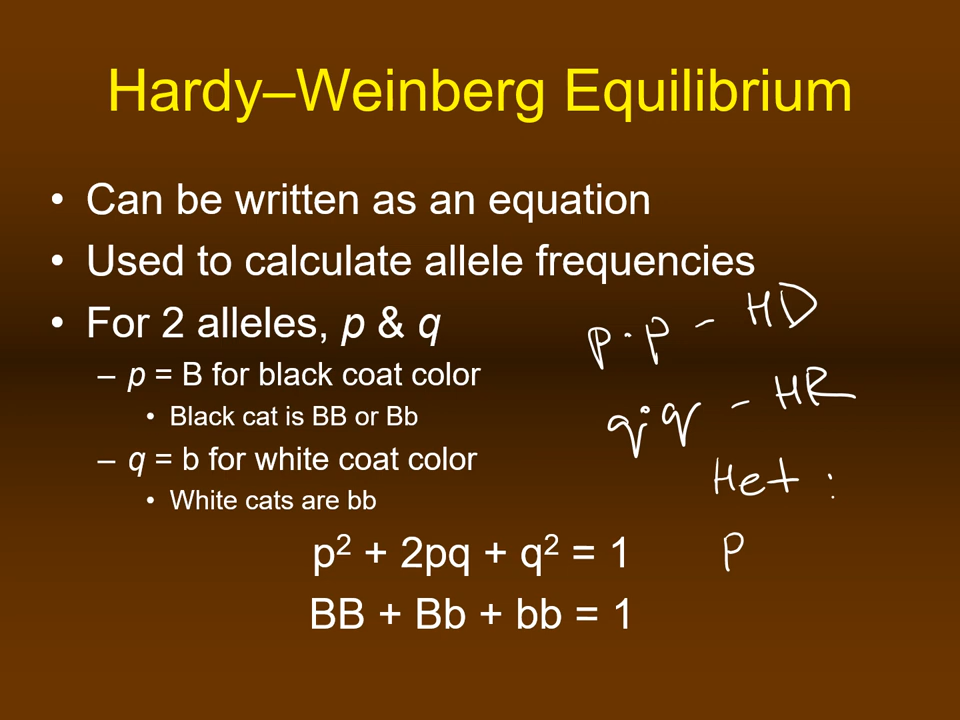 Hardy–Weinberg Equilibrium
• Can be written as an equation
• Used to calculate allele frequencies
• For 2 alleles, p & q
– p = B for black coat color
• Black cat is BB or Bb
– q = b for white coat color
• White cats are bb
p² + 2pq + q² = 1
BB + Bb + bb = 1
p · p – HD
q · q – HR
Het :
p